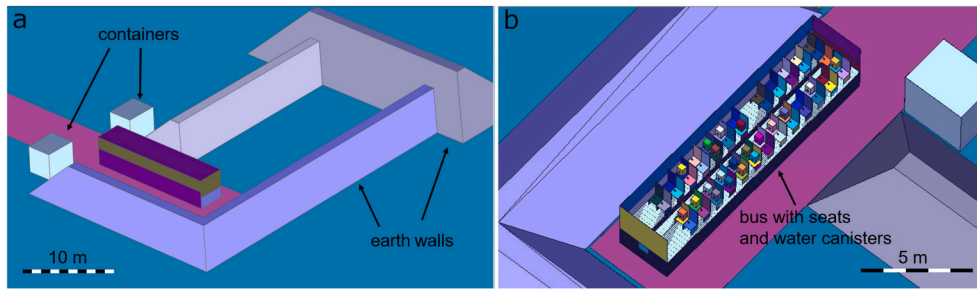 a
containers
earth walls
10 m
b
bus with seats
and water canisters
5 m